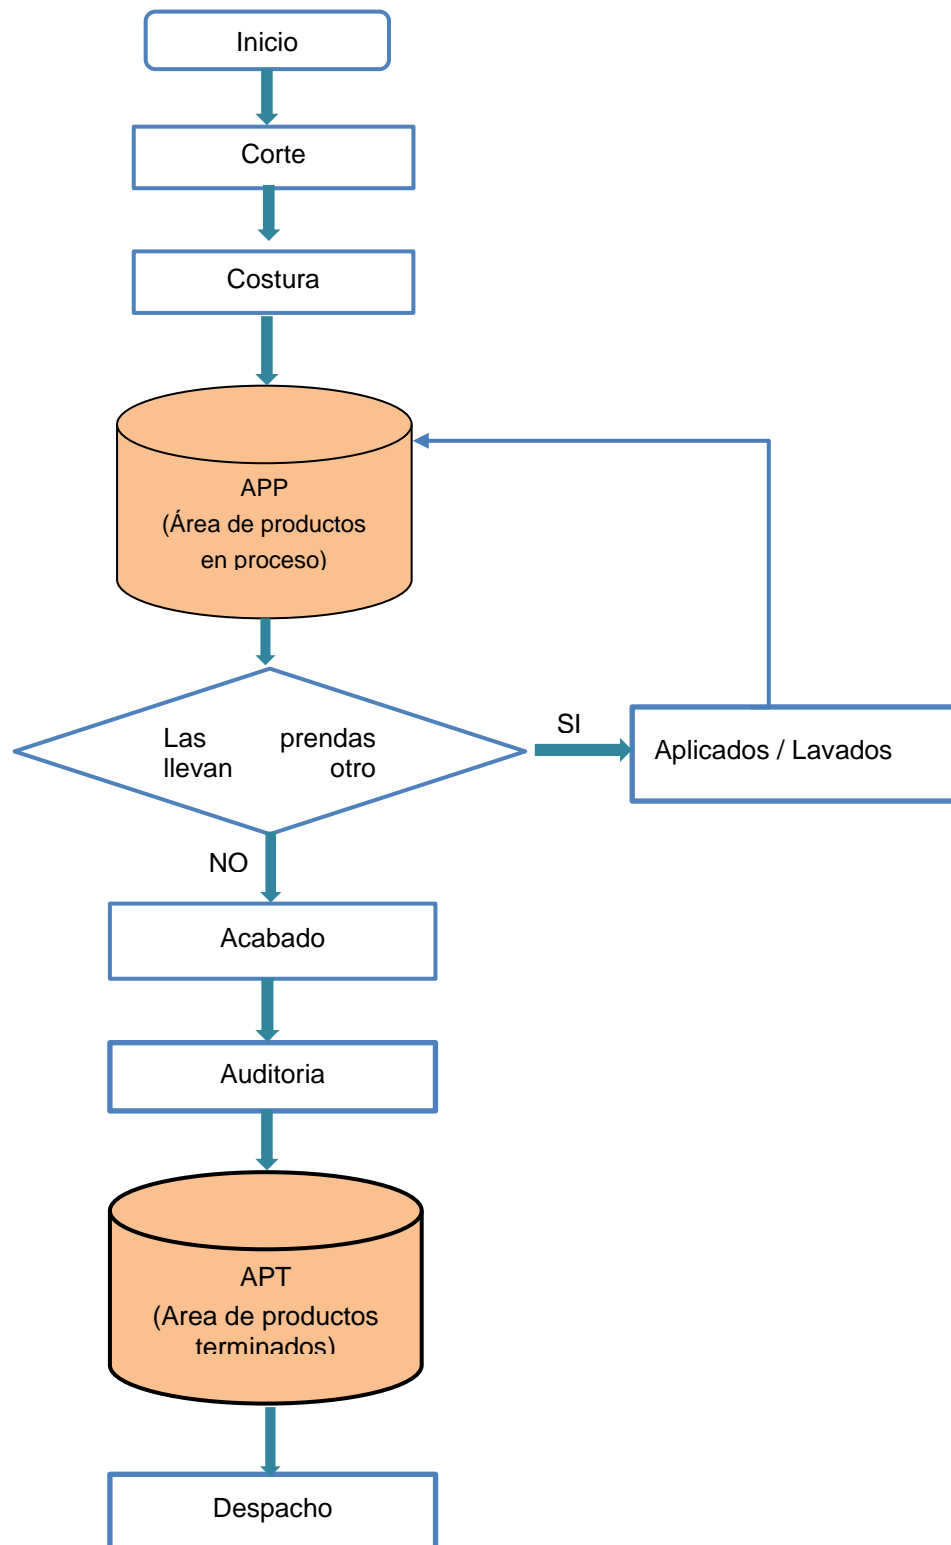 Inicio
Corte
Costura
APP
(Área de productos
en proceso)
Las prendas
llevan otro
SI
Aplicados / Lavados
NO
Acabado
Auditoria
APT
(Area de productos
terminados)
Despacho